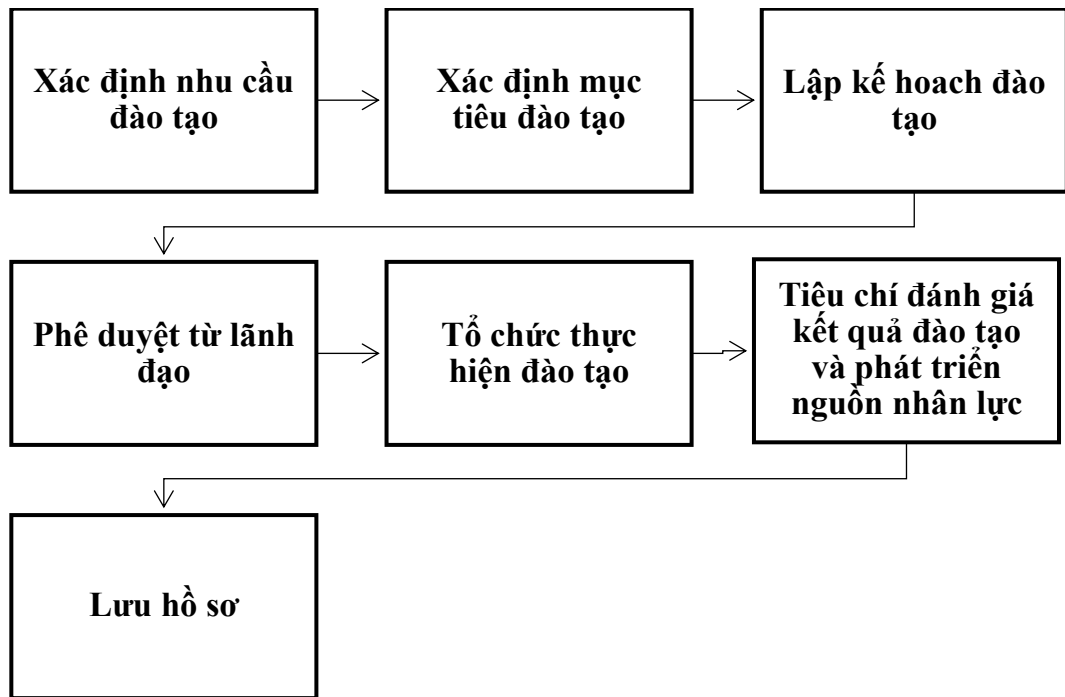 Xác định nhu cầu
đào tạo
Xác định mục
tiêu đào tạo
Lập kế hoach đào
tạo
Phê duyệt từ lãnh
đạo
Tổ chức thực
hiện đào tạo
Tiêu chí đánh giá
kết quả đào tạo
và phát triển
nguồn nhân lực
Lưu hồ sơ